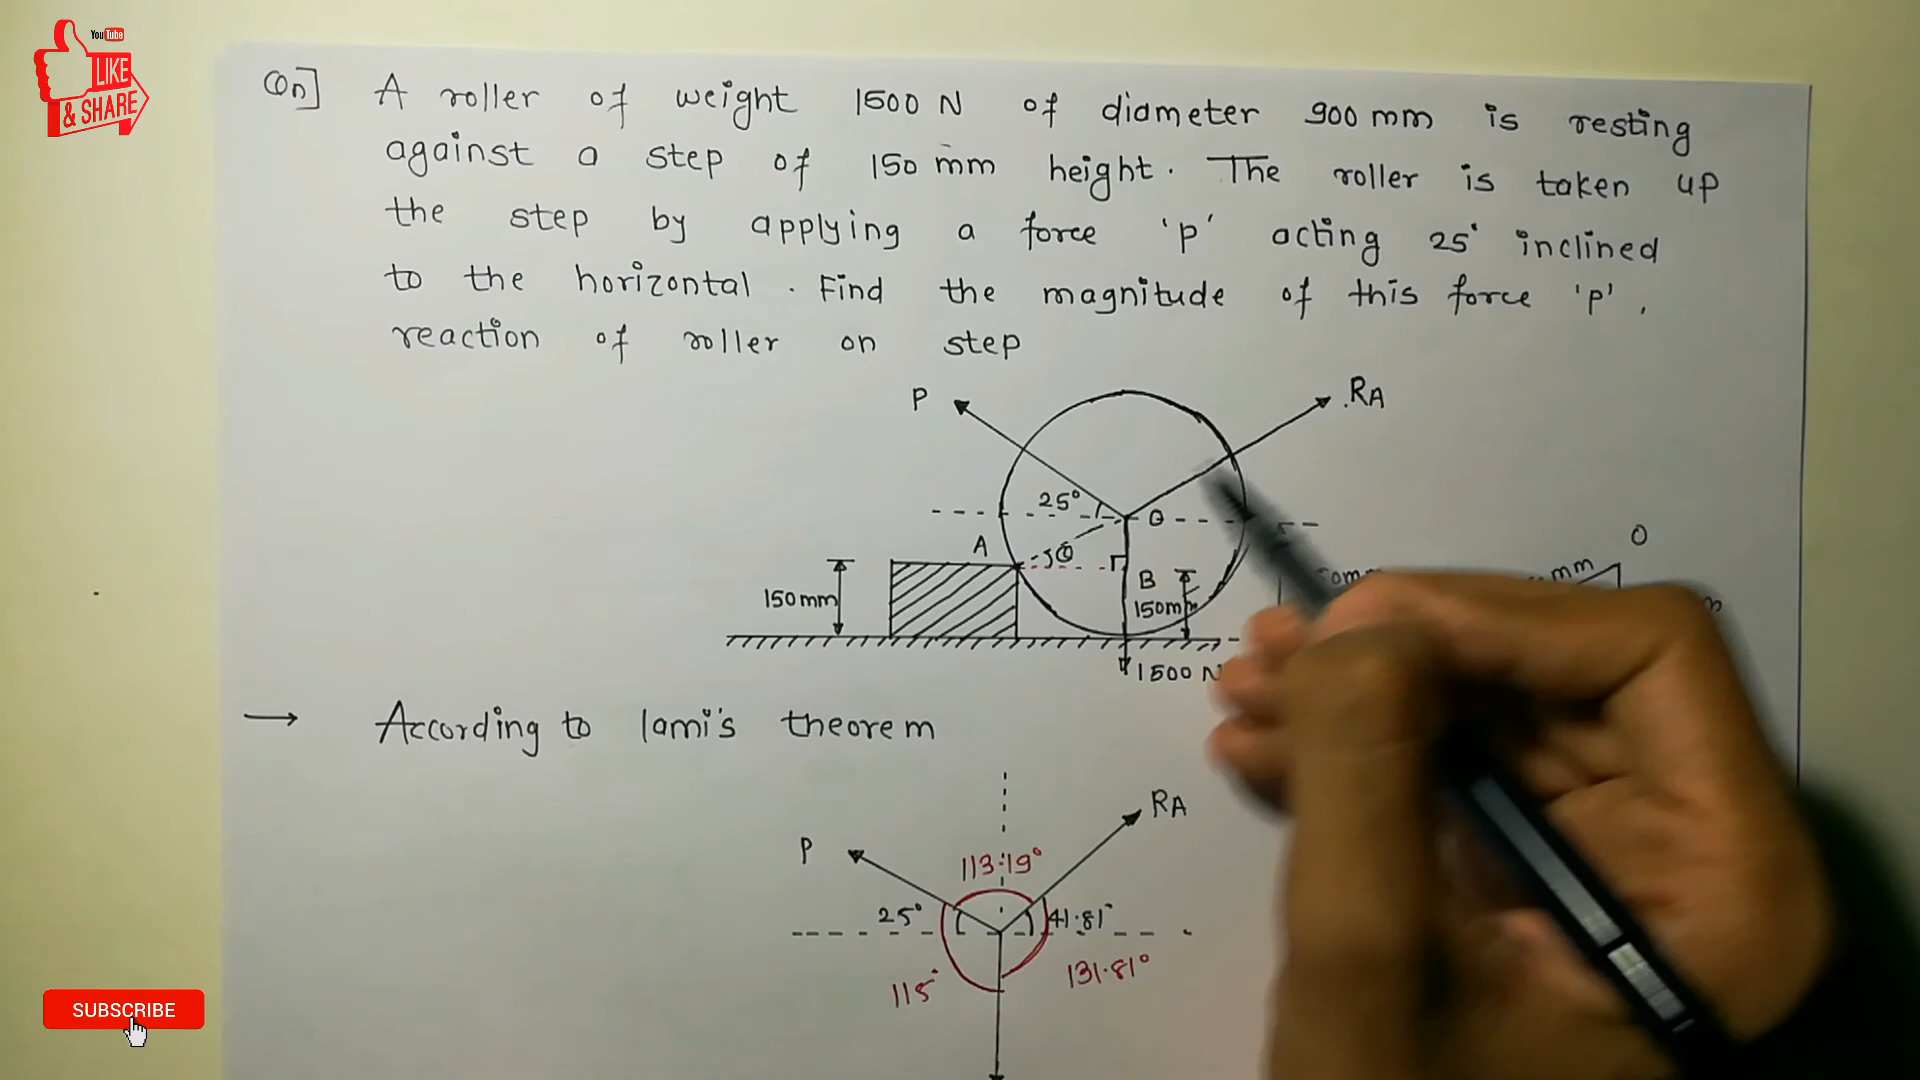 YouTube
LIKE
& SHARE
Qn] A roller of weight 1500 N of diameter 900 mm is resting
against a step of 150 mm height. The roller is taken up
the step by applying a force 'p' acting 25° inclined
to the horizontal. Find the magnitude of this force 'p',
reaction of roller on step
P
RA
25°
O
A
θ
B
150mm
150mm
1500 N
O
mm
→ According to lami's theorem
P
RA
113.19°
25°
41.81°
115°
131.81°
SUBSCRIBE